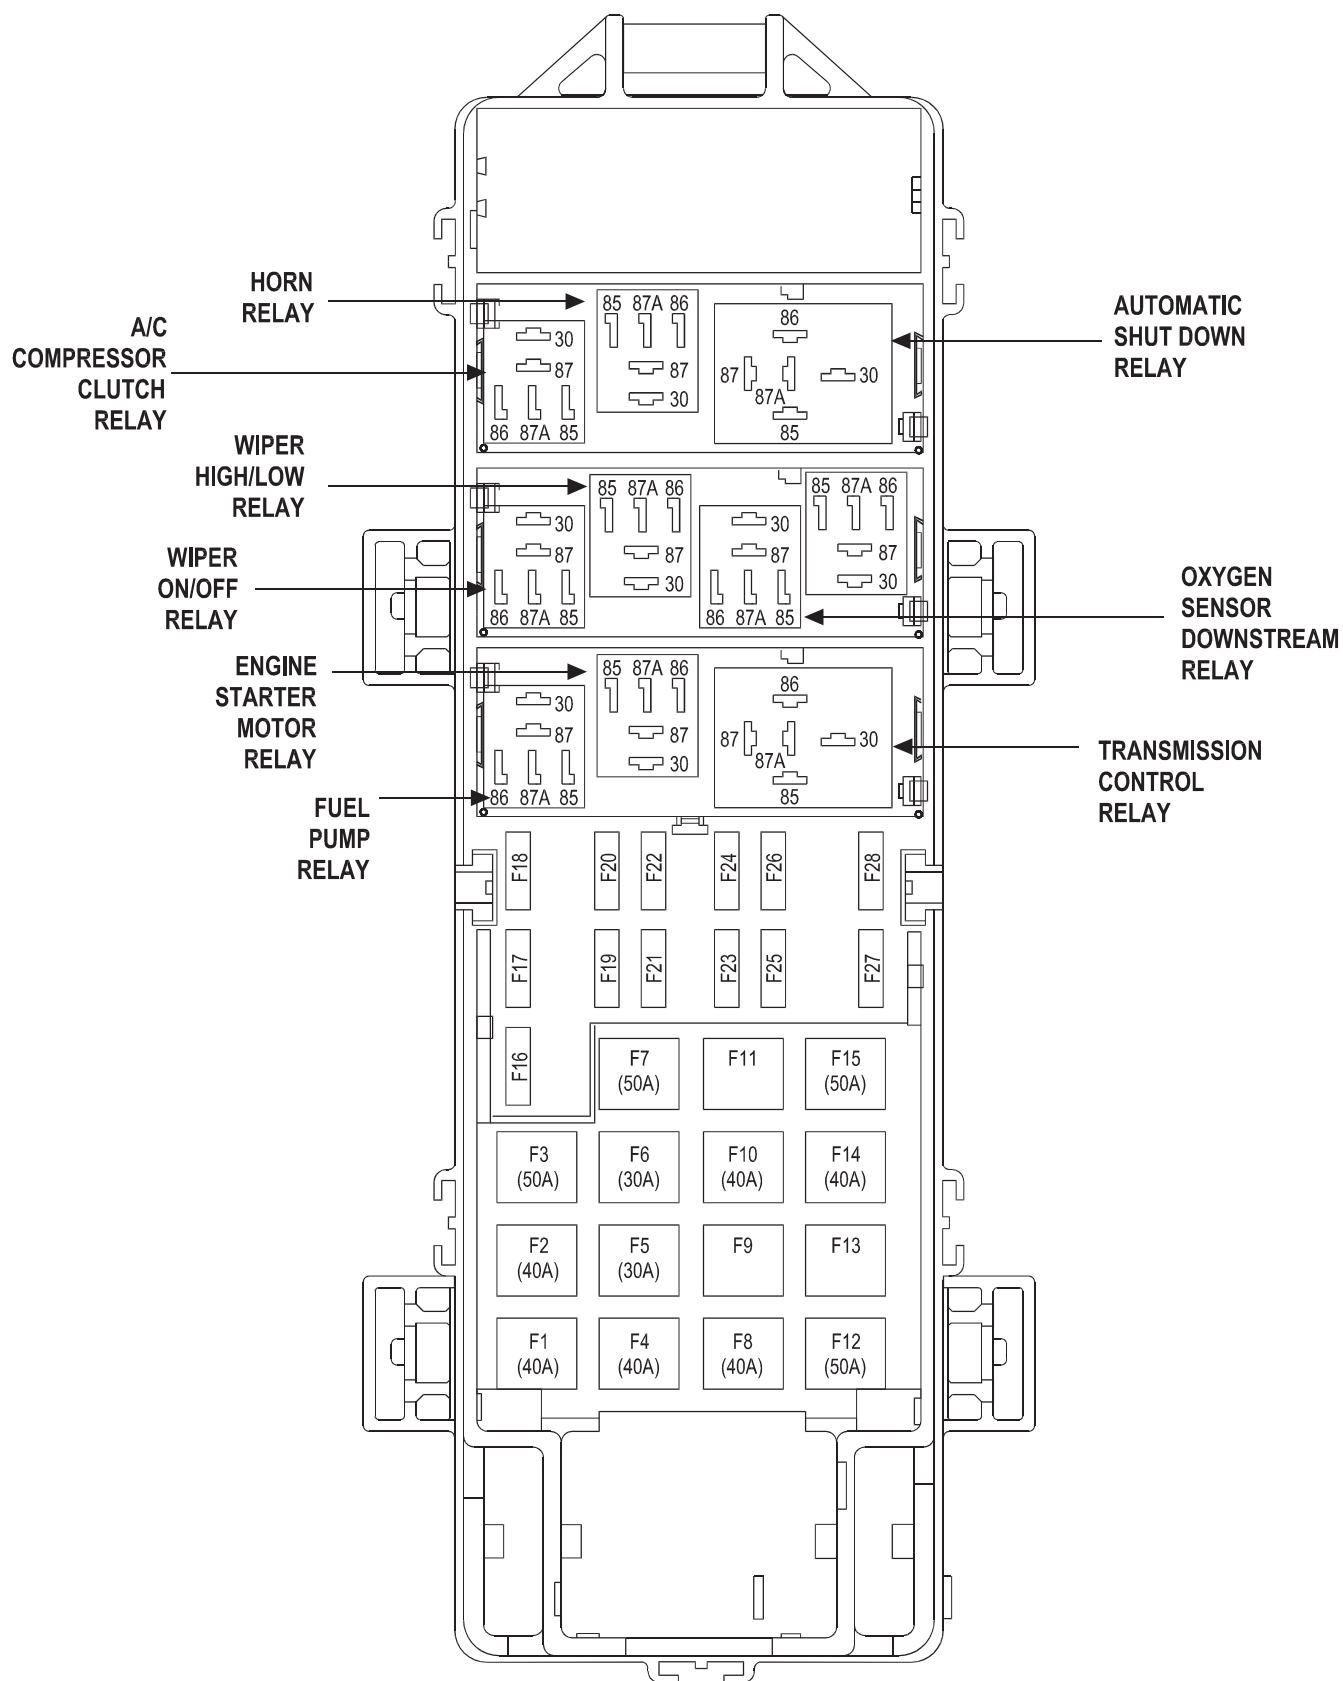 HORN
RELAY
A/C
COMPRESSOR
CLUTCH
RELAY
AUTOMATIC
SHUT DOWN
RELAY
85 87A 86
30
87
86 87A 85
87
30
86
87
87A
30
85
WIPER
HIGH/LOW
RELAY
WIPER
ON/OFF
RELAY
OXYGEN
SENSOR
DOWNSTREAM
RELAY
85 87A 86
85 87A 86
30
87
86 87A 85
87
30
30
87
86 87A 85
87
30
ENGINE
STARTER
MOTOR
RELAY
FUEL
PUMP
RELAY
TRANSMISSION
CONTROL
RELAY
85 87A 86
30
87
86 87A 85
87
30
86
87
87A
30
85
F18 F20 F22 F24 F26 F28
F17 F19 F21 F23 F25 F27
F16
F7 F11 F15
(50A) (50A)
F3 F6 F10 F14
(50A) (30A) (40A) (40A)
F2 F5 F9 F13
(40A) (30A)
F1 F4 F8 F12
(40A) (40A) (40A) (50A)